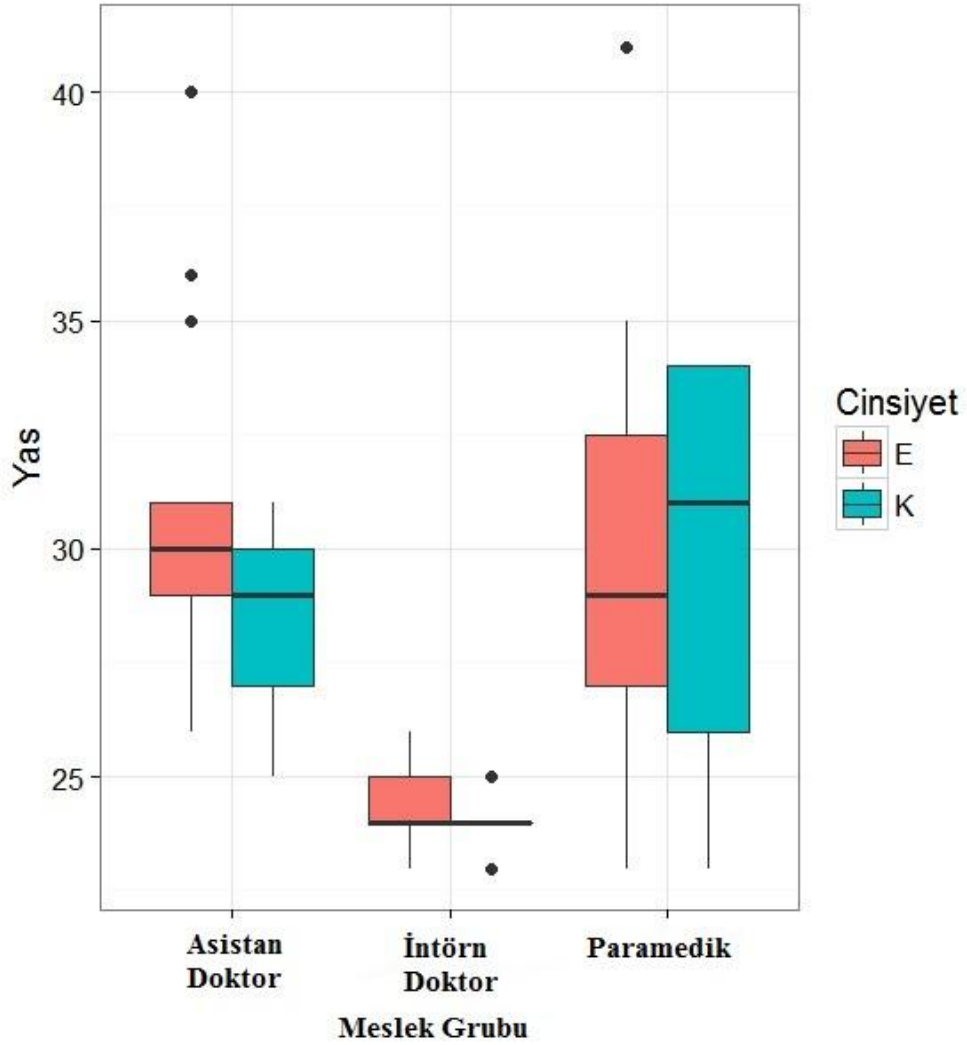 40
35
30
25
Yas
Asistan
Doktor
İntörn
Doktor
Paramedik
Meslek Grubu
Cinsiyet
E
K